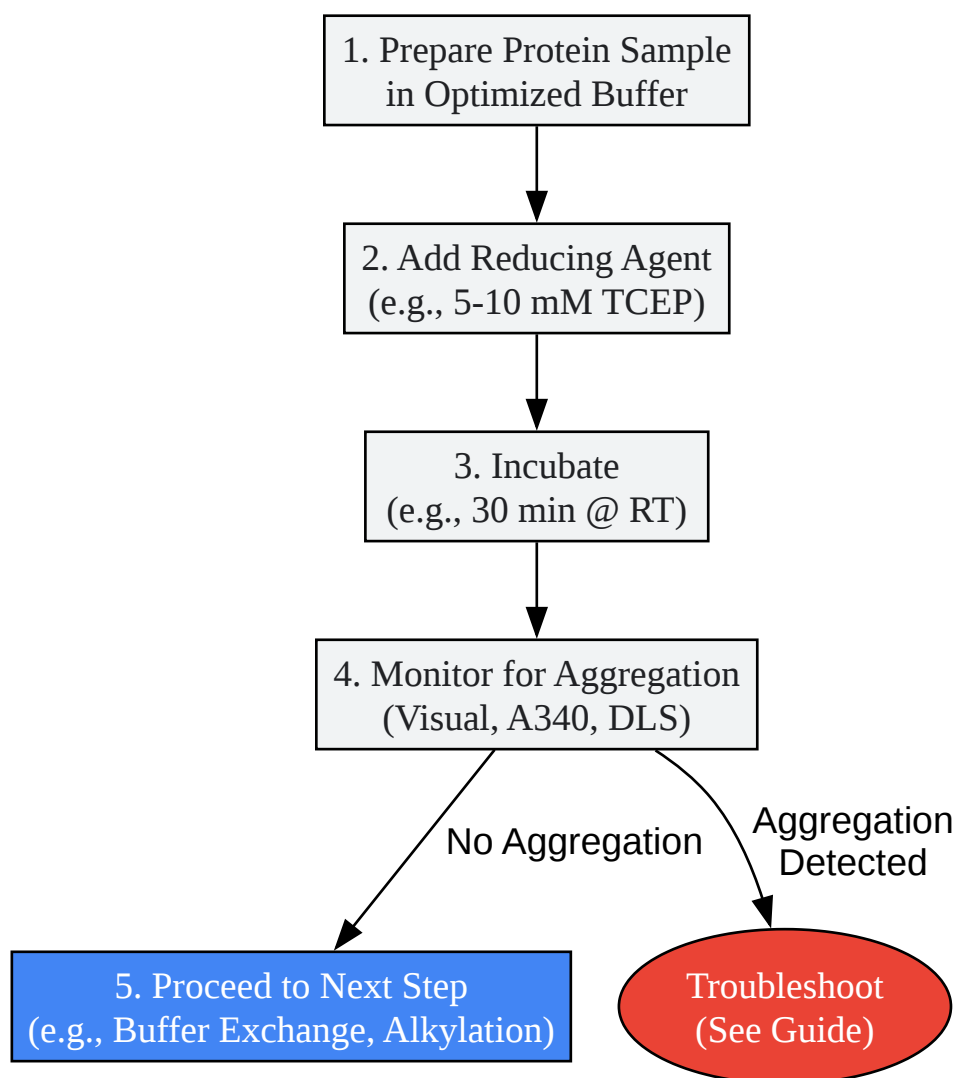 1. Prepare Protein Sample
in Optimized Buffer
2. Add Reducing Agent
(e.g., 5-10 mM TCEP)
3. Incubate
(e.g., 30 min @ RT)
4. Monitor for Aggregation
(Visual, A340, DLS)
No Aggregation
Aggregation
Detected
5. Proceed to Next Step
(e.g., Buffer Exchange, Alkylation)
Troubleshoot
(See Guide)